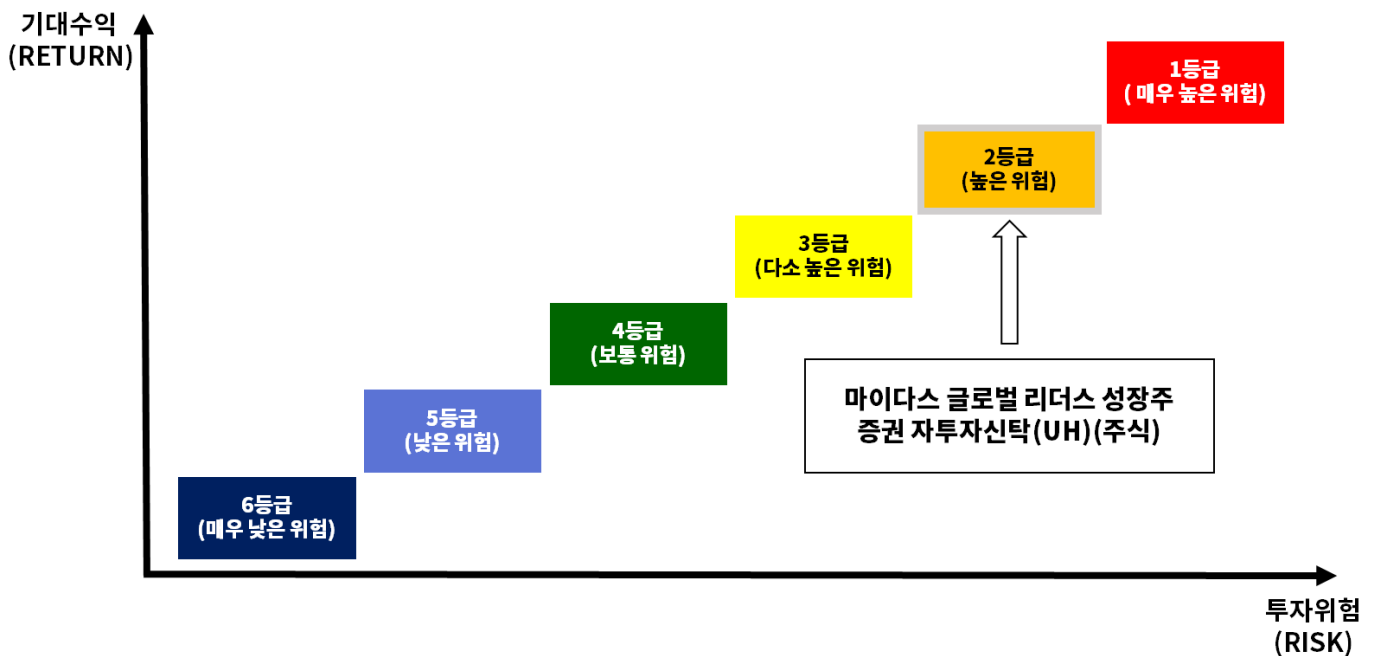 기대수익
(RETURN)
1등급
( 매우 높은 위험)
2등급
(높은 위험)
3등급
(다소 높은 위험)
4등급
(보통 위험)
마이다스 글로벌 리더스 성장주
증권 자투자신탁(UH)(주식)
5등급
(낮은 위험)
6등급
(매우 낮은 위험)
투자위험
(RISK)